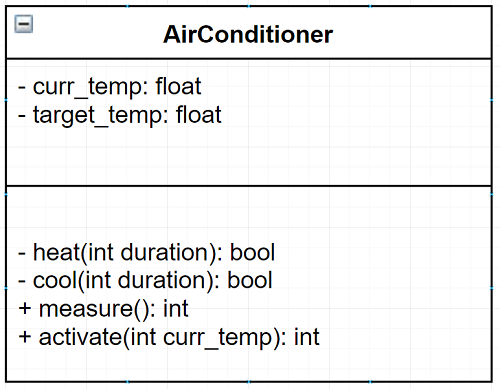 AirConditioner
- curr_temp: float
- target_temp: float
- heat(int duration): bool
- cool(int duration): bool
+ measure(): int
+ activate(int curr_temp): int